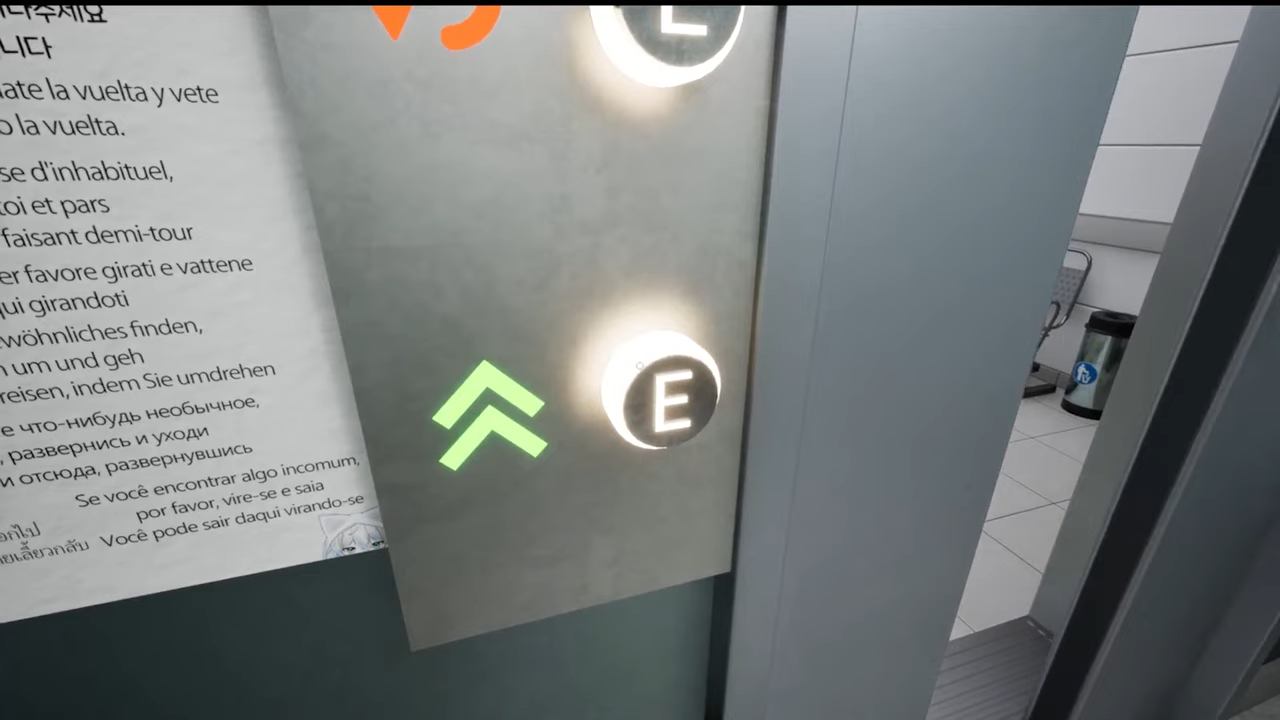 니다
ate la vuelta y vete
o la vuelta.
se d'inhabituel,
toi et pars
faisant demi-tour
er favore girati e vattene
qui girandoti
wöhnliches finden,
um und geh
reisen, indem Sie umdrehen
е что-нибудь необычное,
, развернись и уходи
и отсюда, развернувшись
Se você encontrar algo incomum,
por favor, vire-se e saia
Você pode sair daqui virando-se
E